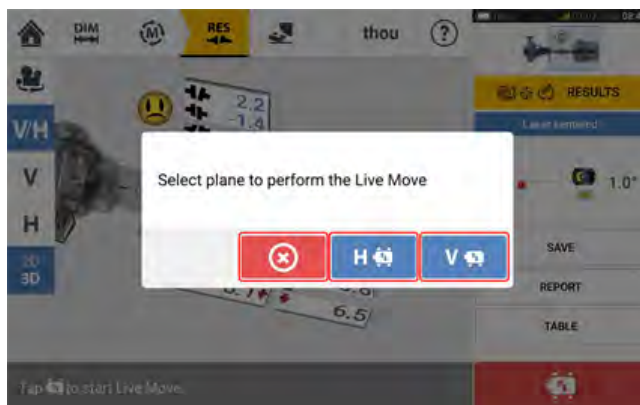 DIM
M
RES
thou
?
2.2
-1.4
RESULTS
V/H
Laser centered
V
Select plane to perform the Live Move
1.0°
H
H
V
SAVE
2D
3D
REPORT
6.5
TABLE
Tap to start Live Move.